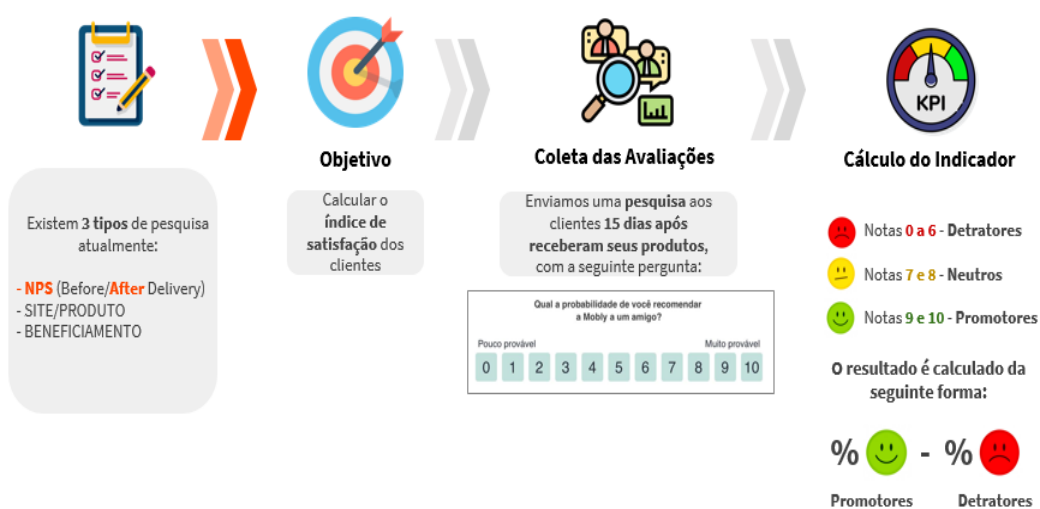 Existem 3 tipos de pesquisa
atualmente:
- NPS (Before/After Delivery)
- SITE/PRODUTO
- BENEFICIAMENTO
Objetivo
Calcular o
índice de
satisfação dos
clientes
Coleta das Avaliações
Enviamos uma pesquisa aos
clientes 15 dias após
receberam seus produtos,
com a seguinte pergunta:
Qual a probabilidade de você recomendar
a Mobly a um amigo?
Pouco provável Muito provável
0 1 2 3 4 5 6 7 8 9 10
KPI
Cálculo do Indicador
Notas 0 a 6 - Detratores
Notas 7 e 8 - Neutros
Notas 9 e 10 - Promotores
O resultado é calculado da
seguinte forma:
% - %
Promotores Detratores